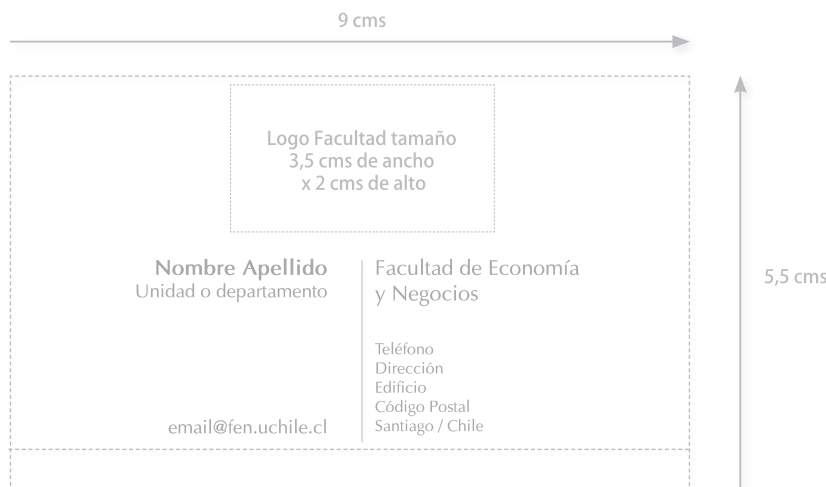 9 cms
Logo Facultad tamaño
3,5 cms de ancho
x 2 cms de alto
Nombre Apellido
Unidad o departamento
email@fen.uchile.cl
Facultad de Economía
y Negocios
Teléfono
Dirección
Edificio
Código Postal
Santiago / Chile
5,5 cms